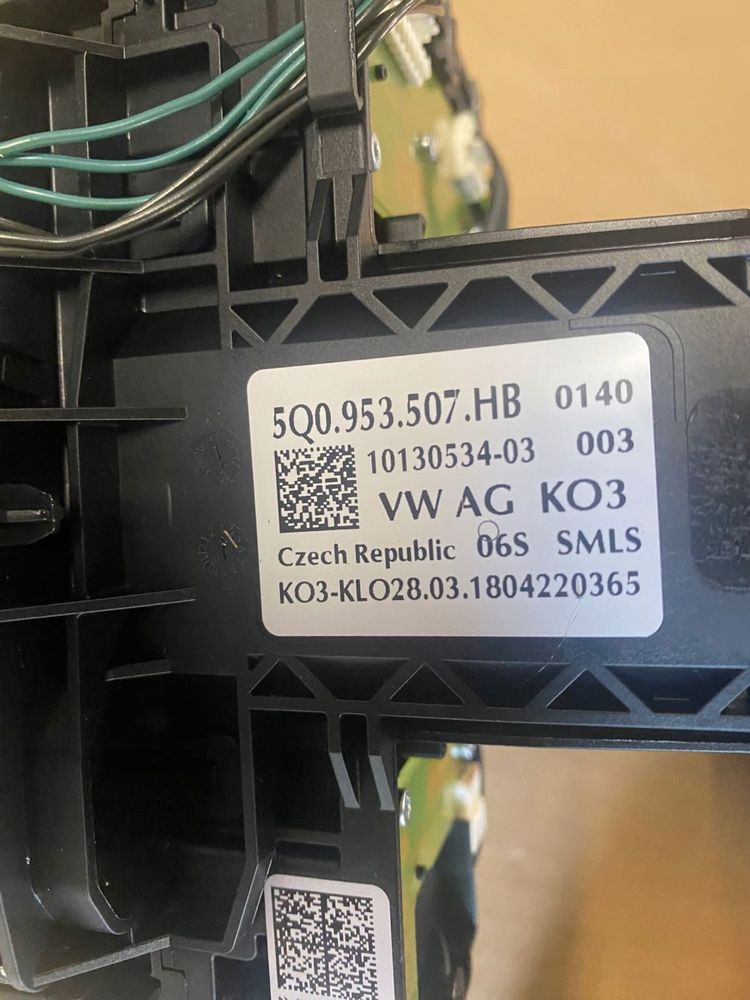 5Q0.953.507.HB 0140
10130534-03 003
VW AG KO3
Czech Republic 06S SMLS
KO3-KLO28.03.1804220365